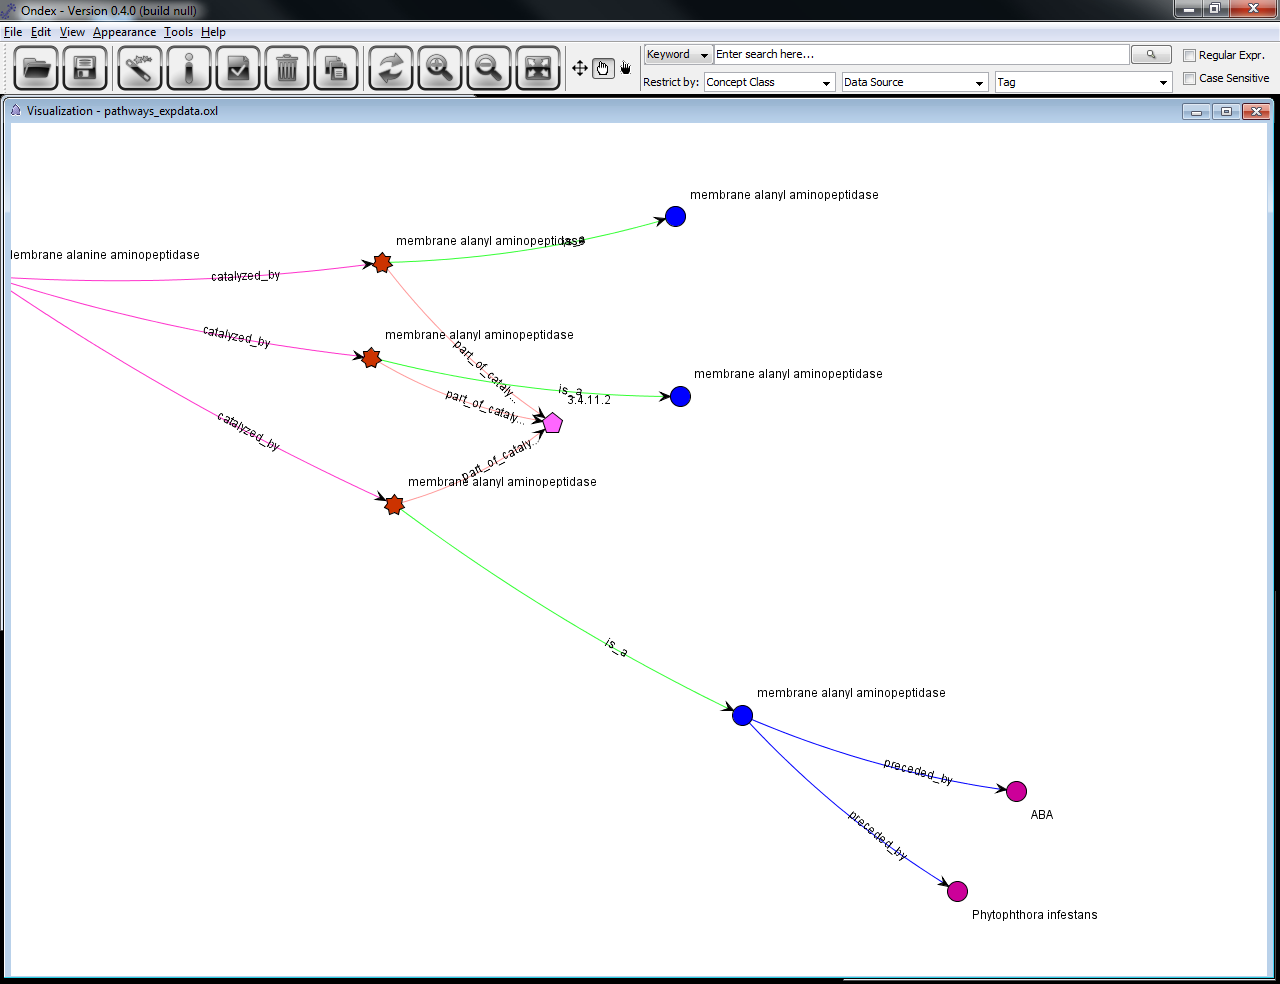 Ondex - Version 0.4.0 (build null)
File Edit View Appearance Tools Help
Keyword Enter search here... Regular Expr.
Restrict by: Concept Class Data Source Tag Case Sensitive
Visualization - pathways_expdata.oxl
membrane alanyl aminopeptidase
membrane alanyl aminopeptidase
is_a
alanine aminopeptidase
catalyzed_by
catalyzed_by
membrane alanyl aminopeptidase
part_of_cataly...
membrane alanyl aminopeptidase
is_a
3.4.11.2
part_of_cataly...
catalyzed_by
part_of_cataly...
membrane alanyl aminopeptidase
is_a
membrane alanyl aminopeptidase
preceded_by
ABA
preceded_by
Phytophthora infestans